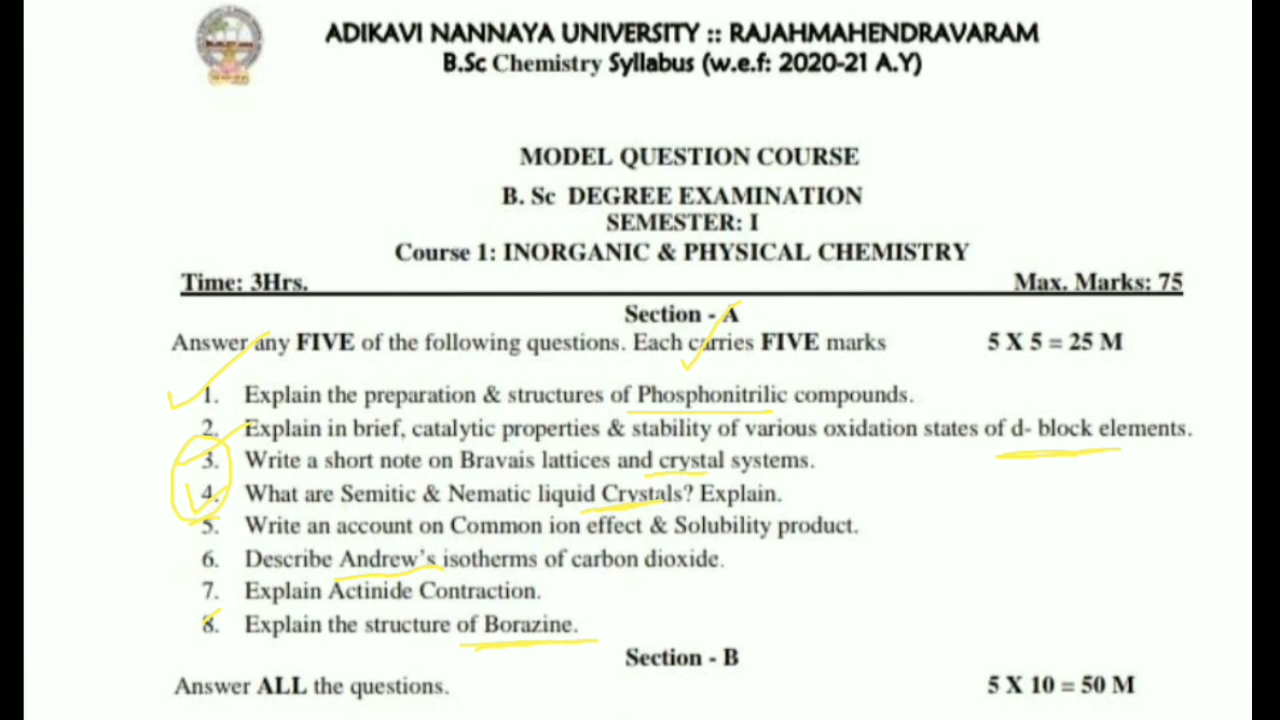 ADIKAVI NANNAYA UNIVERSITY :: RAJAHMAHENDRAVARAM
B.Sc Chemistry Syllabus (w.e.f: 2020-21 A.Y)
MODEL QUESTION COURSE
B. Sc DEGREE EXAMINATION
SEMESTER: I
Course 1: INORGANIC & PHYSICAL CHEMISTRY
Time: 3Hrs. Max. Marks: 75
Section - A
Answer any FIVE of the following questions. Each carries FIVE marks 5 X 5 = 25 M
1. Explain the preparation & structures of Phosphonitrilic compounds.
2. Explain in brief, catalytic properties & stability of various oxidation states of d- block elements.
3. Write a short note on Bravais lattices and crystal systems.
4. What are Semitic & Nematic liquid Crystals? Explain.
5. Write an account on Common ion effect & Solubility product.
6. Describe Andrew's isotherms of carbon dioxide.
7. Explain Actinide Contraction.
8. Explain the structure of Borazine.
Section - B
Answer ALL the questions. 5 X 10 = 50 M